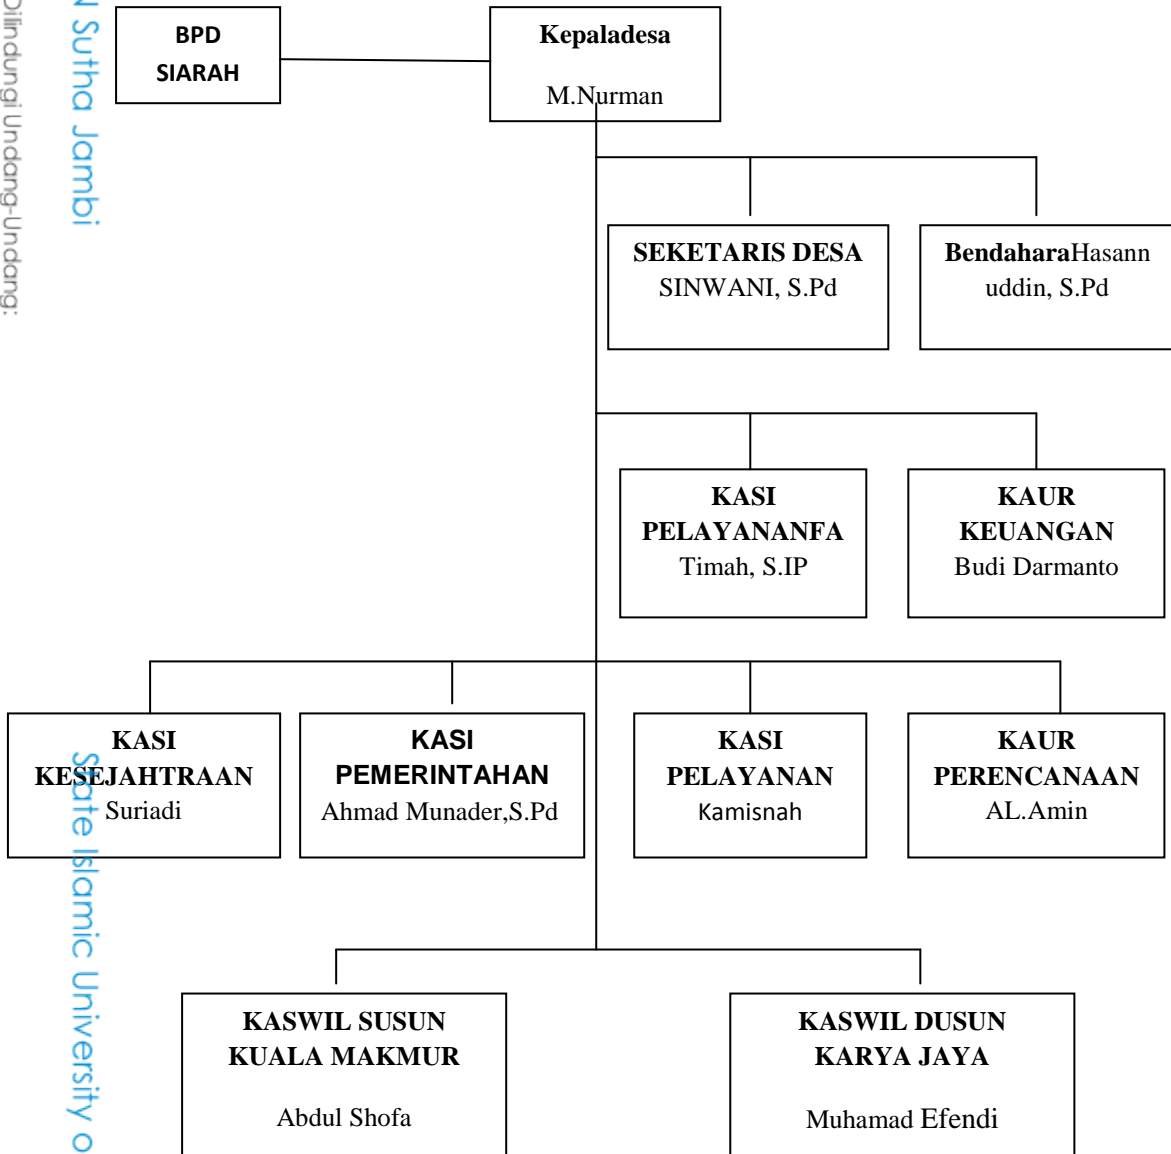 N Sutha Jambi
Dilindungi Undang-Undang:
BPD
SIARAH
Kepaladesa
M.Nurman
SEKETARIS DESA
SINWANI, S.Pd
BendaharaHasann
uddin, S.Pd
KASI
PELAYANANFA
Timah, S.IP
KAUR
KEUANGAN
Budi Darmanto
KASI
KESEJAHTRAAN
Suriadi
KASI
PEMERINTAHAN
Ahmad Munader,S.Pd
KASI
PELAYANAN
Kamisnah
KAUR
PERENCANAAN
AL.Amin
State Islamic University o
KASWIL SUSUN
KUALA MAKMUR
Abdul Shofa
KASWIL DUSUN
KARYA JAYA
Muhamad Efendi